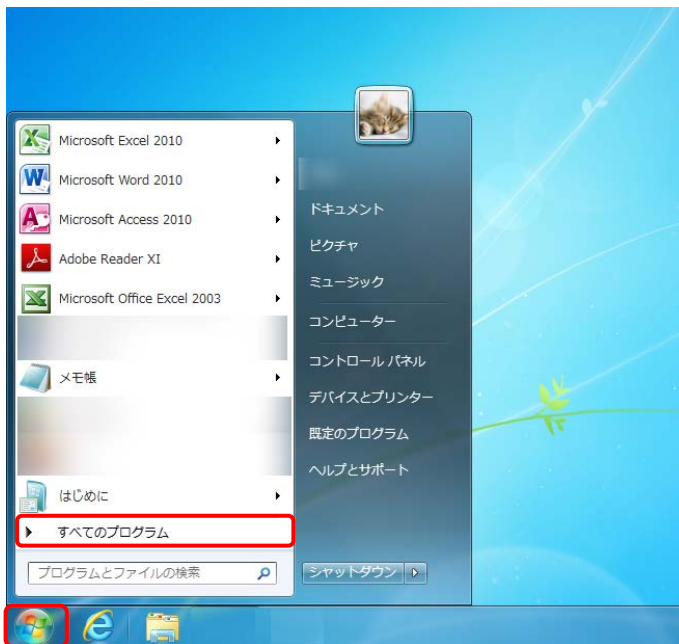 Microsoft Excel 2010
Microsoft Word 2010
Microsoft Access 2010
Adobe Reader XI
Microsoft Office Excel 2003
メモ帳
はじめに
すべてのプログラム
プログラムとファイルの検索
ドキュメント
ピクチャ
ミュージック
コンピューター
コントロール パネル
デバイスとプリンター
既定のプログラム
ヘルプとサポート
シャットダウン